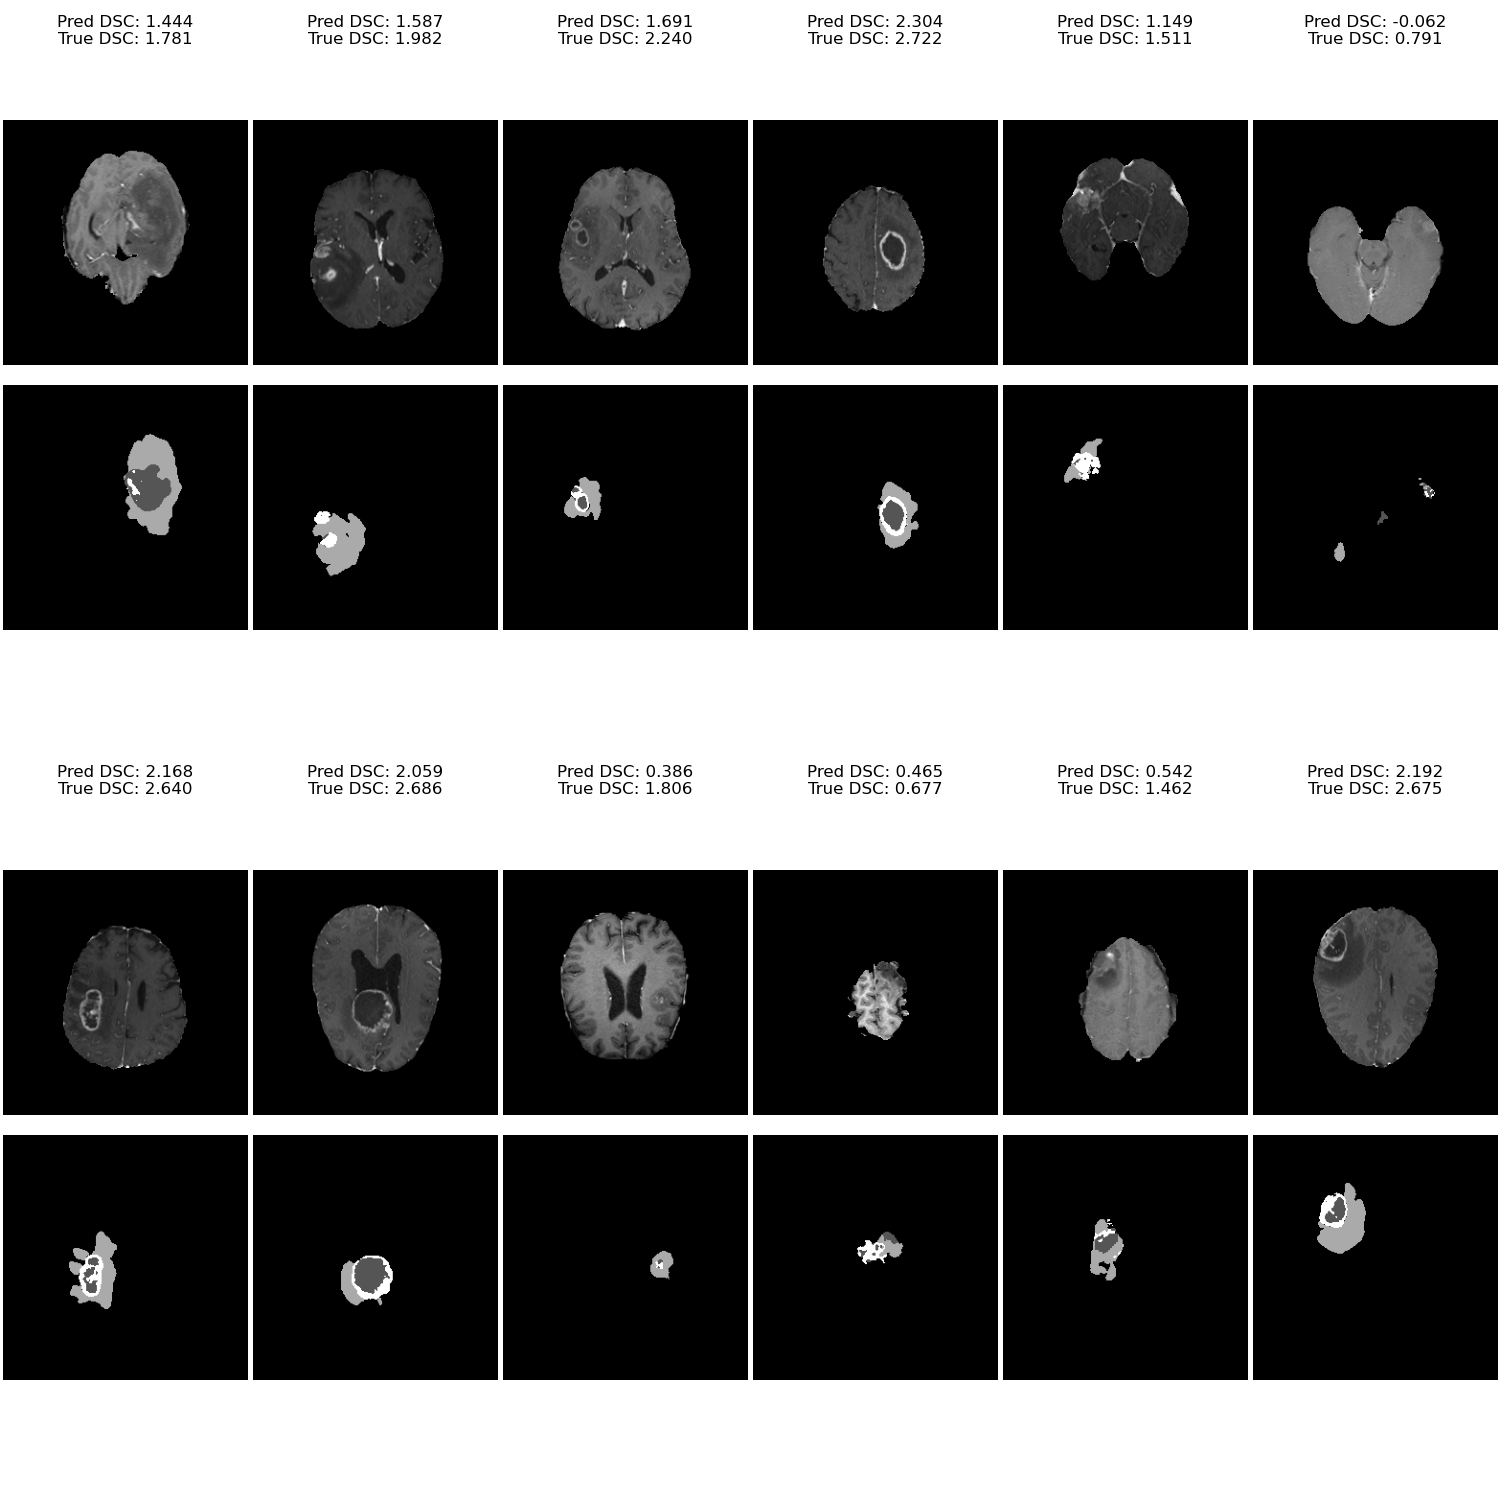 Pred DSC: 1.444
True DSC: 1.781
Pred DSC: 1.587
True DSC: 1.982
Pred DSC: 1.691
True DSC: 2.240
Pred DSC: 2.304
True DSC: 2.722
Pred DSC: 1.149
True DSC: 1.511
Pred DSC: -0.062
True DSC: 0.791
Pred DSC: 2.168
True DSC: 2.640
Pred DSC: 2.059
True DSC: 2.686
Pred DSC: 0.386
True DSC: 1.806
Pred DSC: 0.465
True DSC: 0.677
Pred DSC: 0.542
True DSC: 1.462
Pred DSC: 2.192
True DSC: 2.675